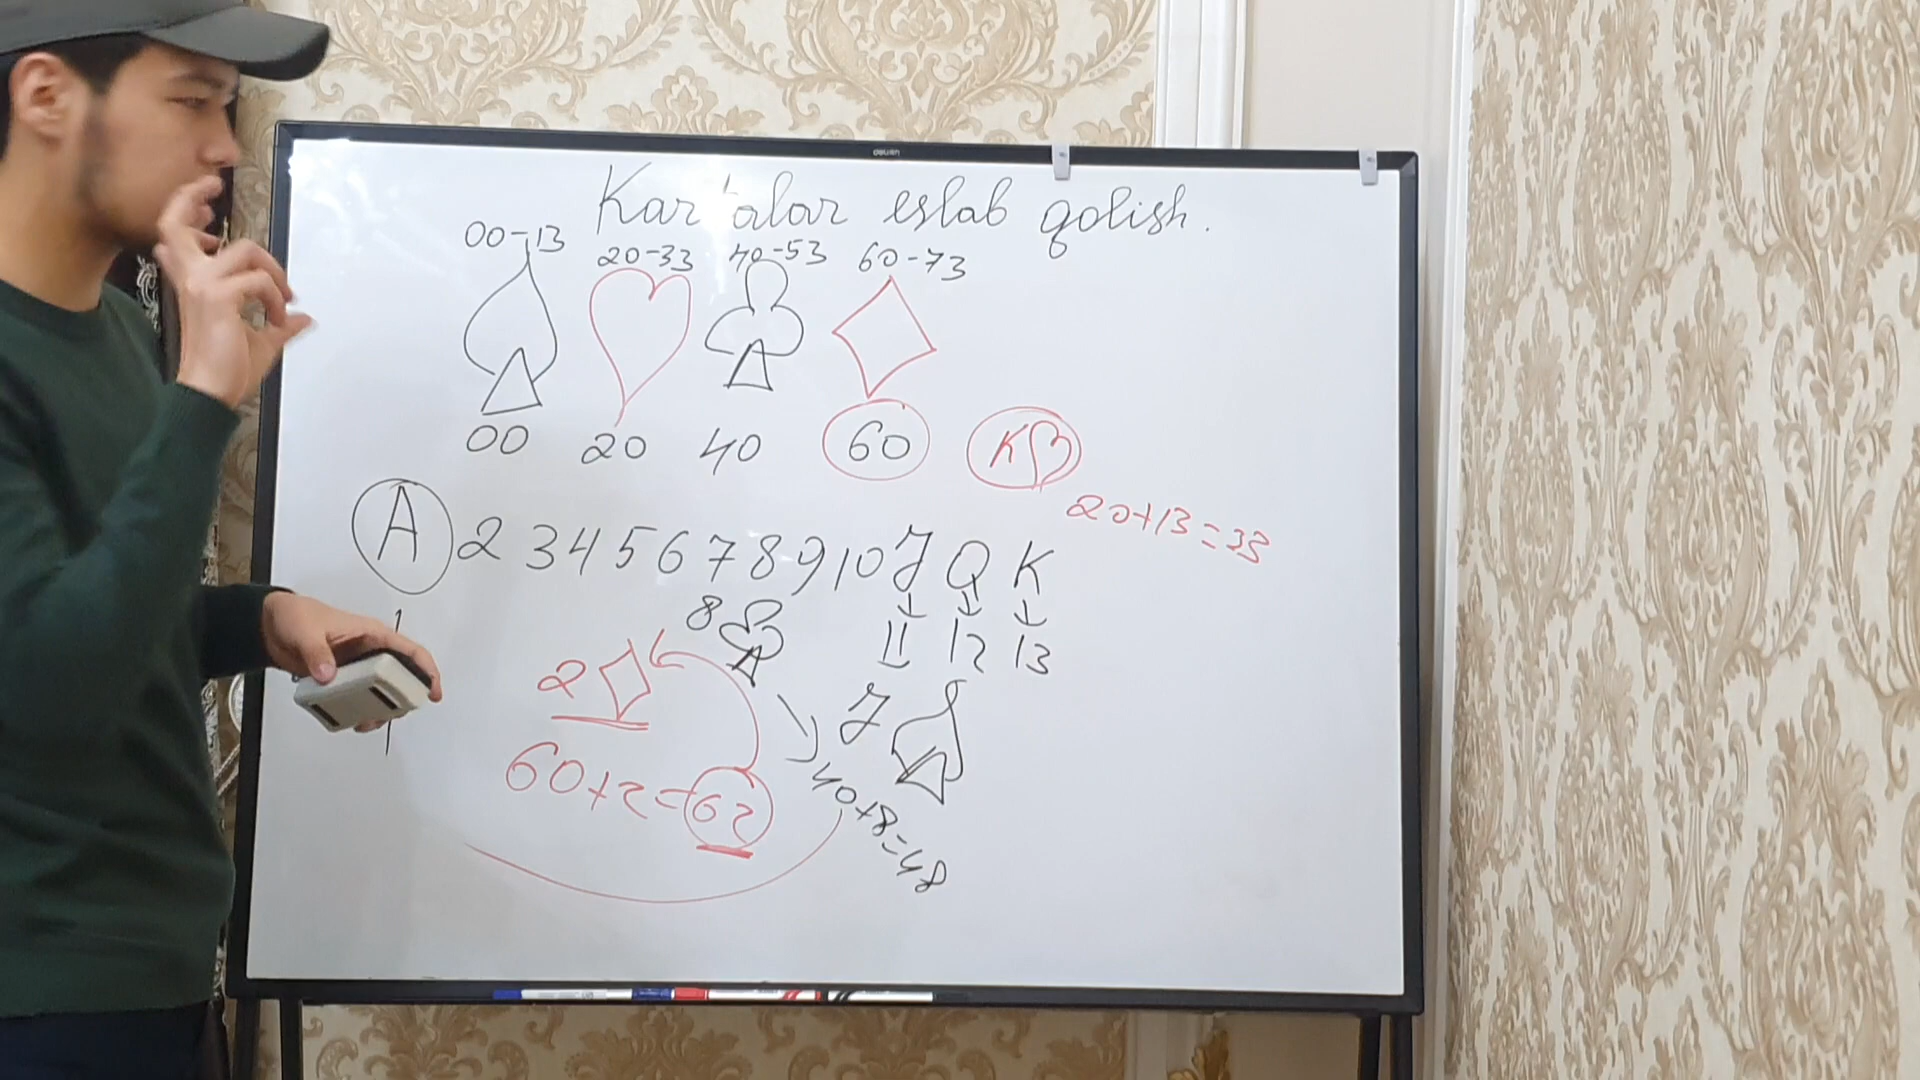 Kartalar eslab qolish.
00-13 20-33 40-53 60-73
00 20 40 60 K
20+13=33
A 2 3 4 5 6 7 8 9 10 J Q K
1 11 12 13
8
2 J
60+2=62
40+8=48